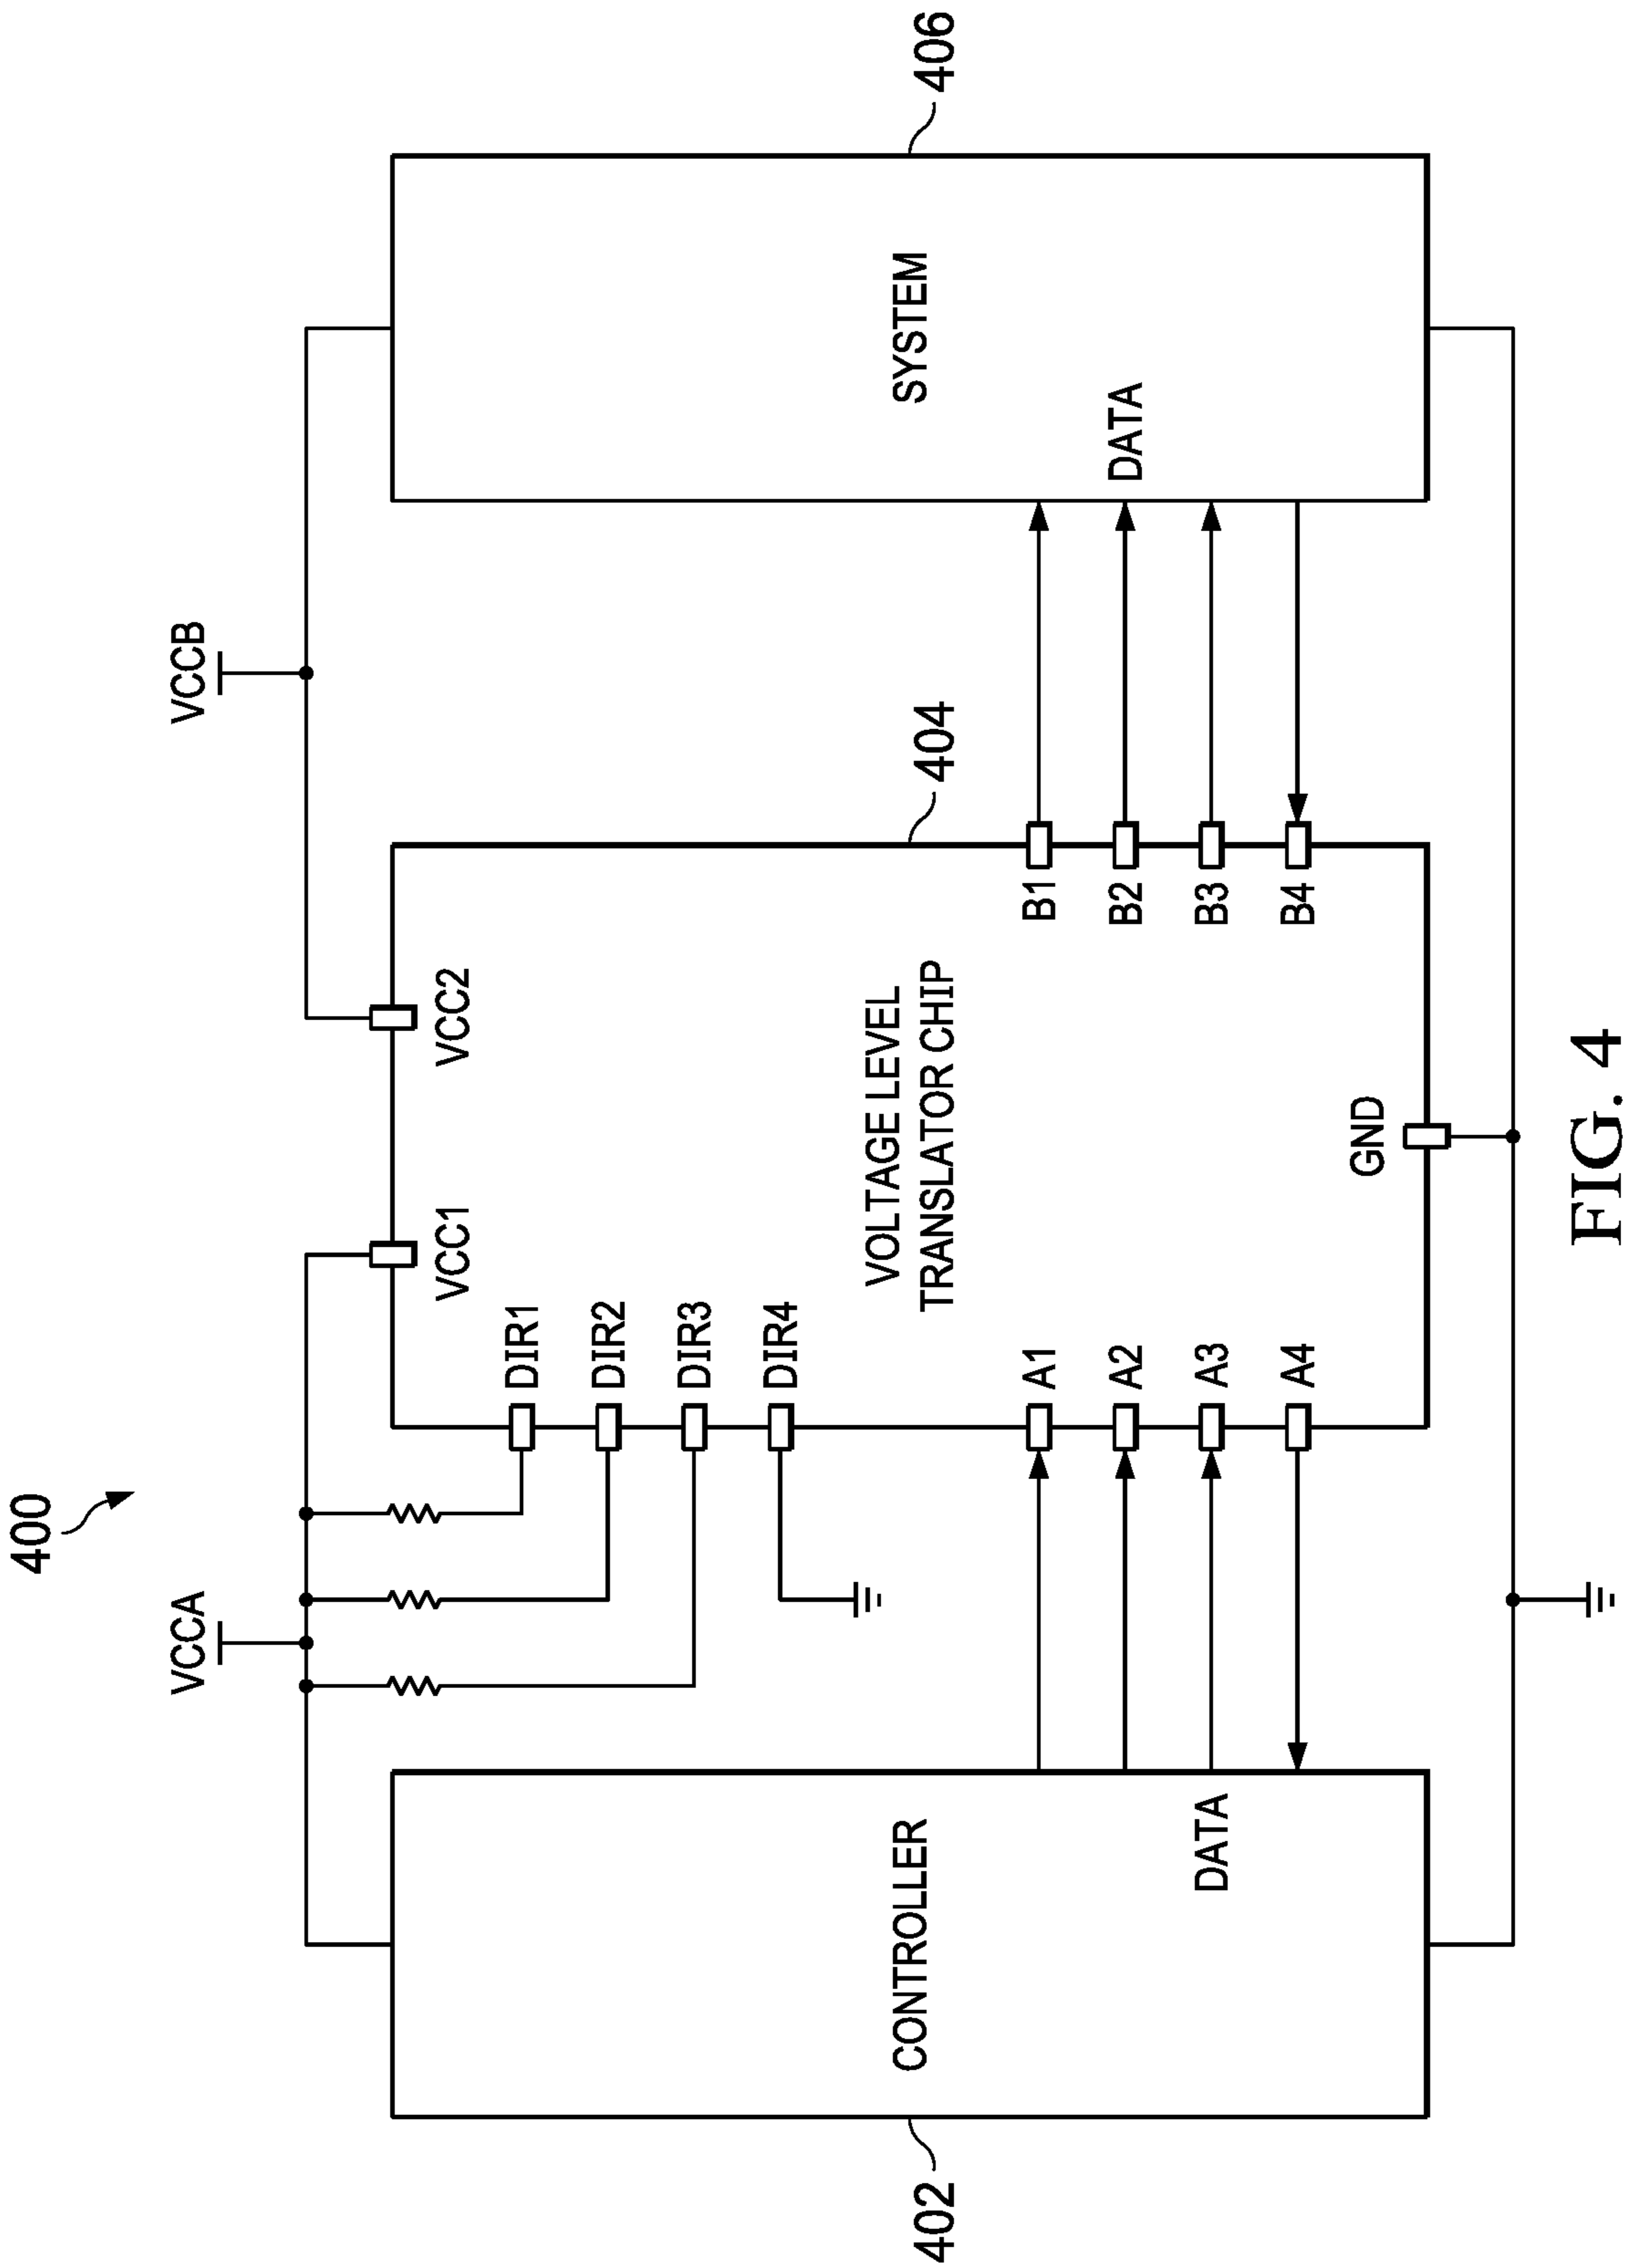 400
VCCA
VCCB
VCC1
VCC2
DIR1
DIR2
DIR3
DIR4
CONTROLLER
VOLTAGE LEVEL
TRANSLATOR CHIP
SYSTEM
402
404
406
A1
B1
A2
B2
DATA
DATA
A3
B3
A4
B4
GND
FIG. 4